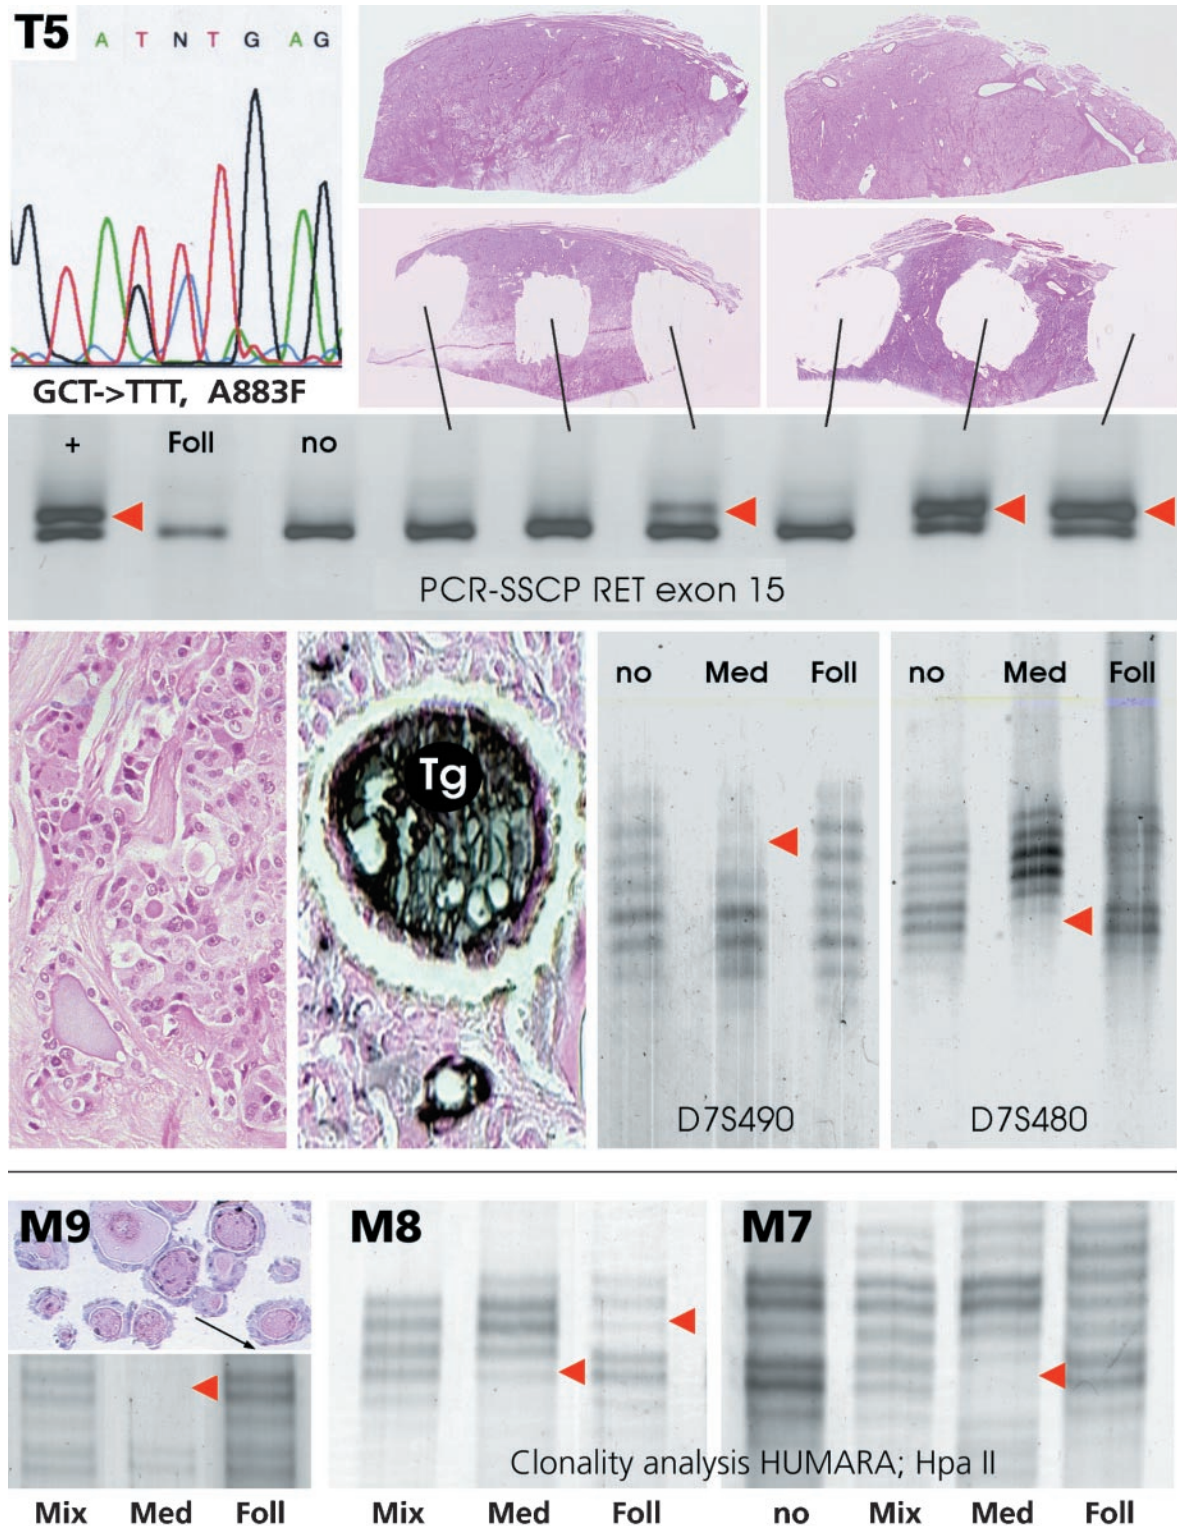 T5 A T N T G A G
GCT->TTT, A883F
+ Foll no
PCR-SSCP RET exon 15
Tg
no Med Foll
D7S490
no Med Foll
D7S480
M9
M8
M7
Clonality analysis HUMARA; Hpa II
Mix Med Foll
Mix Med Foll
no Mix Med Foll